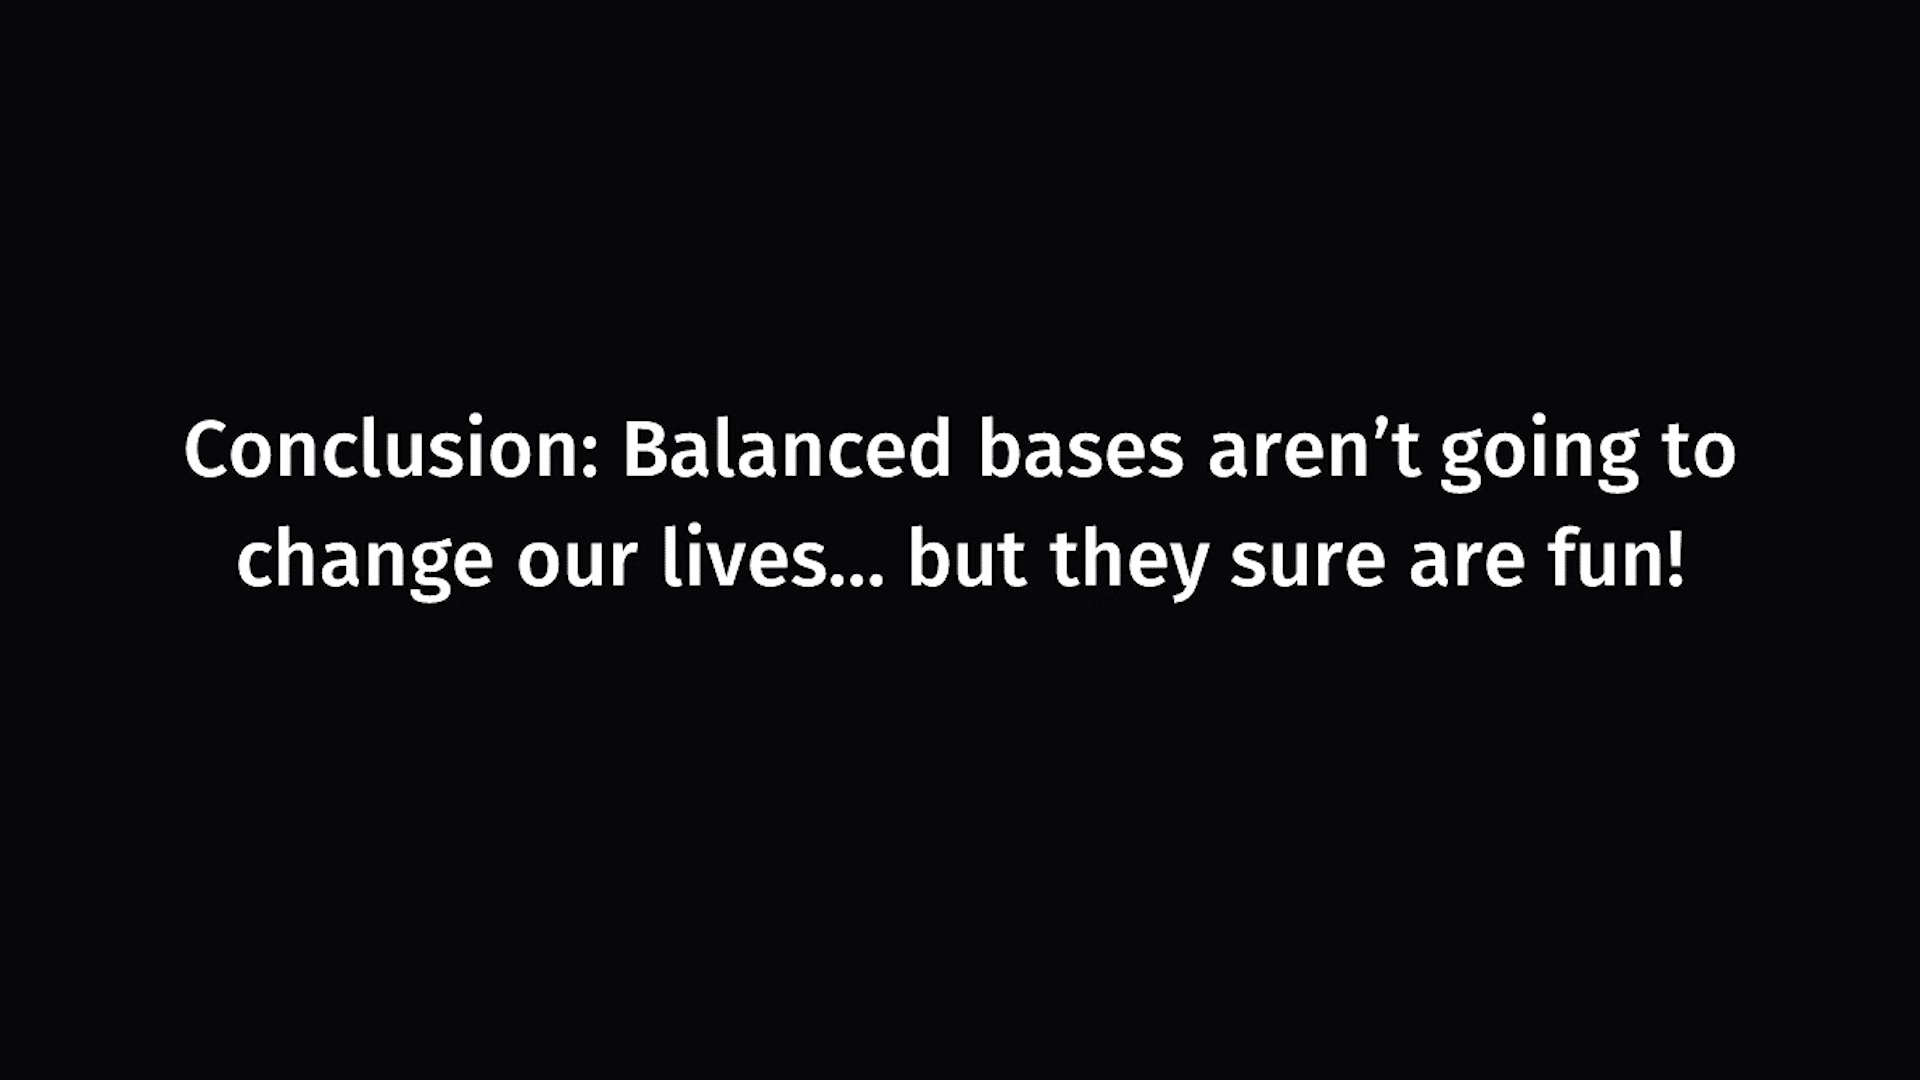 Conclusion: Balanced bases aren’t going to
change our lives... but they sure are fun!